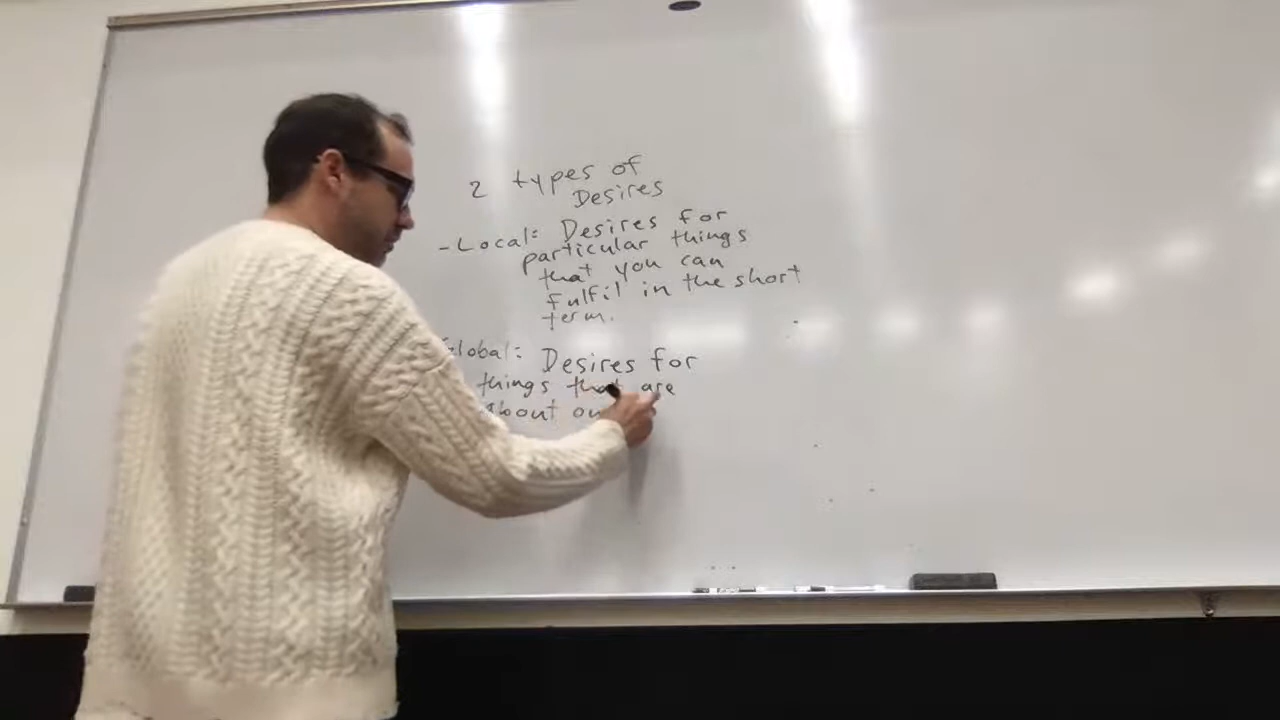 2 types of
Desires
- Local: Desires for
particular things
that you can
fulfil in the short
term.
Global: Desires for
things that are
about